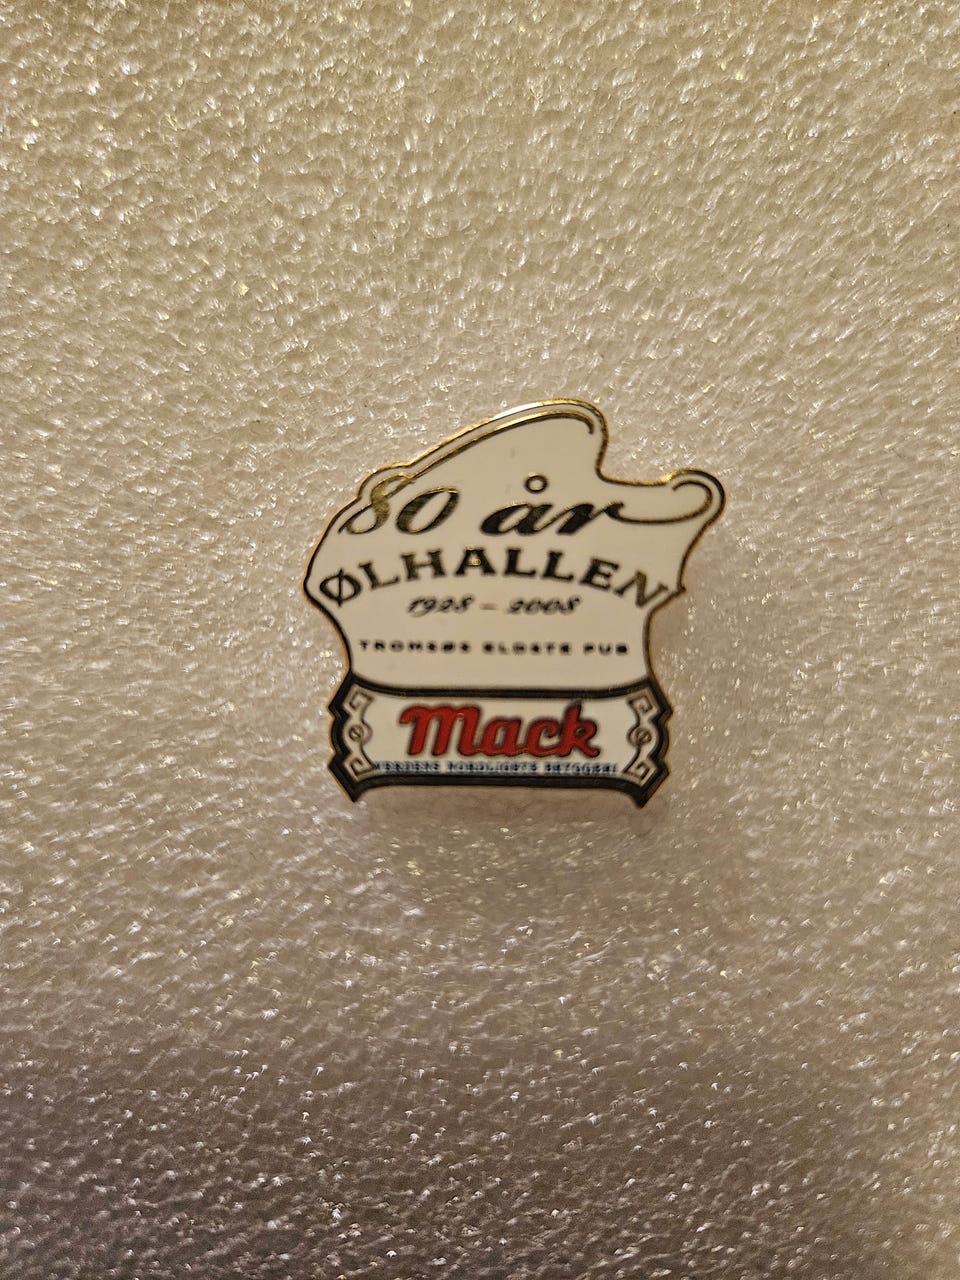 80 år
ØLHALLEN
1928 - 2008
TROMSØS ELDSTE PUB
Mack
VERDENS NORDLIGSTE BRYGGERI